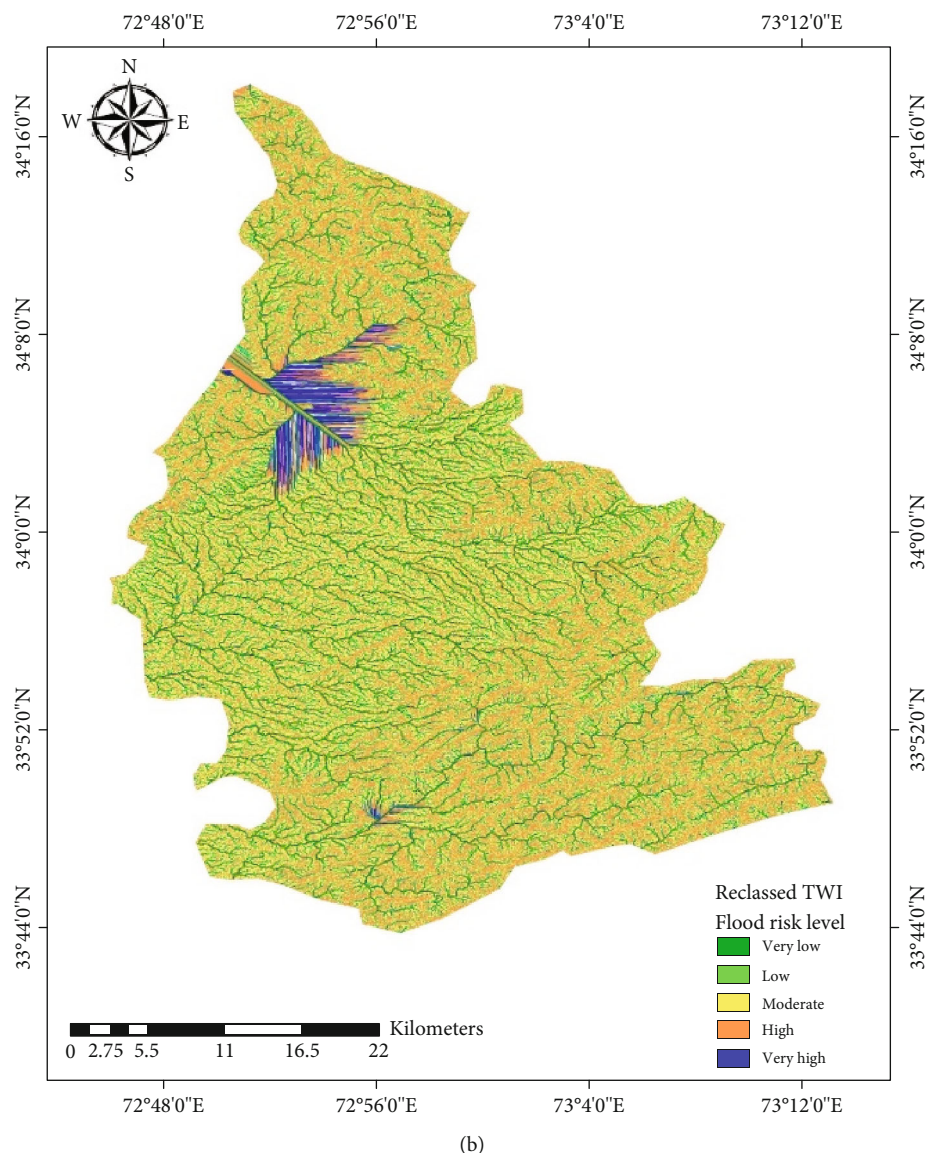 72°48'0"E 72°56'0"E 73°4'0"E 73°12'0"E
N
W E
S
34°16'0"N 34°16'0"N
34°8'0"N 34°8'0"N
34°0'0"N 34°0'0"N
33°52'0"N 33°52'0"N
33°44'0"N 33°44'0"N
Reclassed TWI
Flood risk level
Very low
Low
Moderate
High
Very high
Kilometers
0 2.75 5.5 11 16.5 22
72°48'0"E 72°56'0"E 73°4'0"E 73°12'0"E
(b)